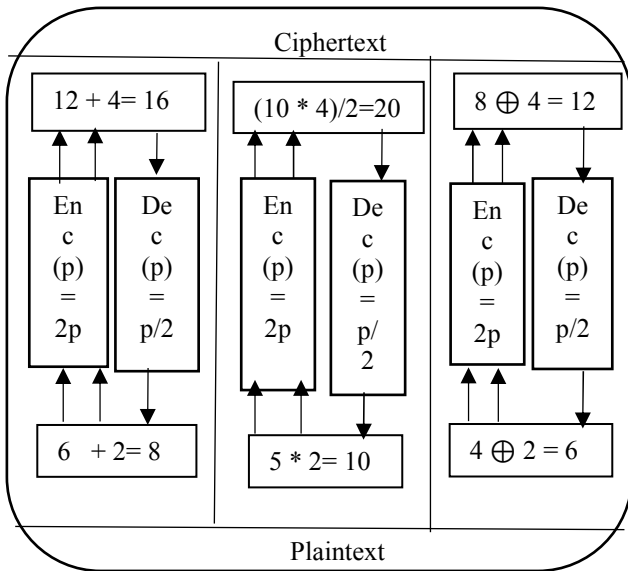 Ciphertext
12 + 4= 16
(10 * 4)/2=20
8 ⊕ 4 = 12
En
c
(p)
=
2p
De
c
(p)
=
p/2
En
c
(p)
=
2p
De
c
(p)
=
p/
2
En
c
(p)
=
2p
De
c
(p)
=
p/2
6 + 2= 8
5 * 2= 10
4 ⊕ 2 = 6
Plaintext